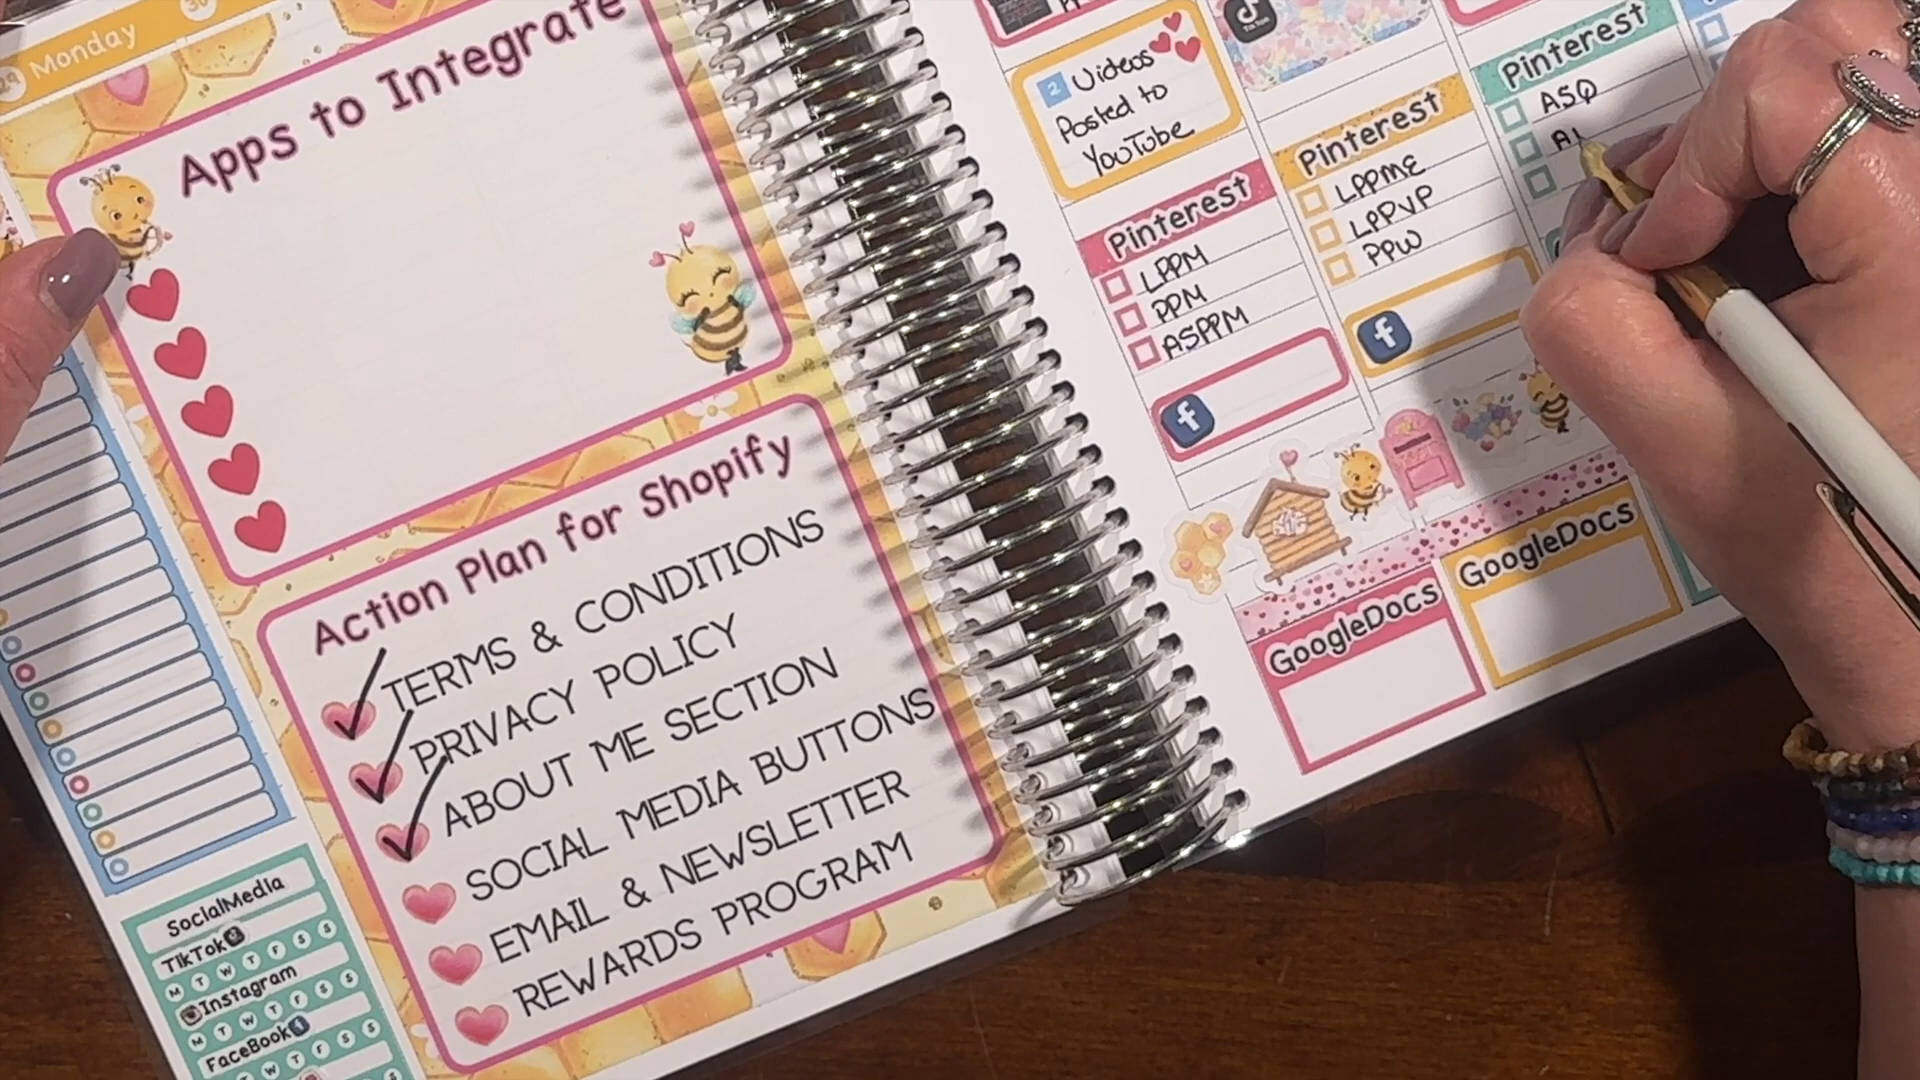 Monday
Apps to Integrate
Action Plan for Shopify
TERMS & CONDITIONS
PRIVACY POLICY
ABOUT ME SECTION
SOCIAL MEDIA BUTTONS
EMAIL & NEWSLETTER
REWARDS PROGRAM
SocialMedia
TikTok
M T W T F S S
Instagram
M T W T F S S
FaceBook
M T W T F S S
2 Videos
Posted to
YouTube
Pinterest
LPPM
PPM
ASPPM
f
GoogleDocs
Pinterest
LPPME
LPPVP
PPW
f
GoogleDocs
Pinterest
ASQ